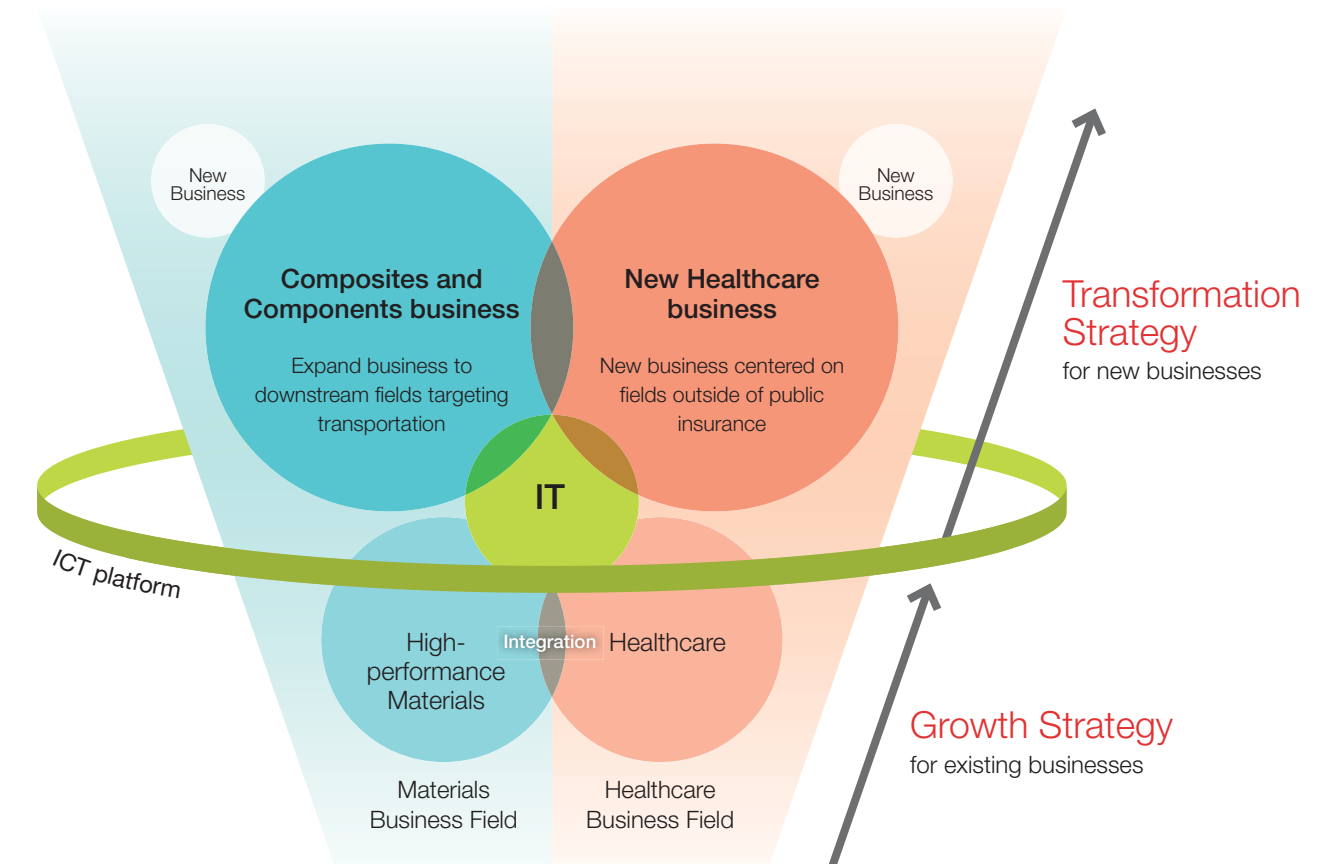 New
Business
New
Business
Composites and
Components business
Expand business to
downstream fields targeting
transportation
New Healthcare
business
New business centered on
fields outside of public
insurance
Transformation
Strategy
for new businesses
IT
ICT platform
High-
performance
Materials
Integration
Healthcare
Growth Strategy
for existing businesses
Materials
Business Field
Healthcare
Business Field